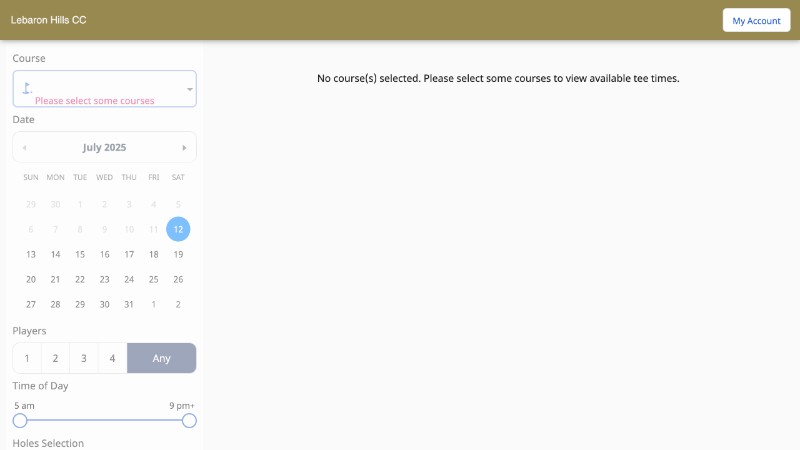 Lebaron Hills CC
My Account
Course
Please select some courses
No course(s) selected. Please select some courses to view available tee times.
Date
July 2025
SUN MON TUE WED THU FRI SAT
29 30 1 2 3 4 5
6 7 8 9 10 11 12
13 14 15 16 17 18 19
20 21 22 23 24 25 26
27 28 29 30 31 1 2
Players
1 2 3 4 Any
Time of Day
5 am 9 pm+
Holes Selection